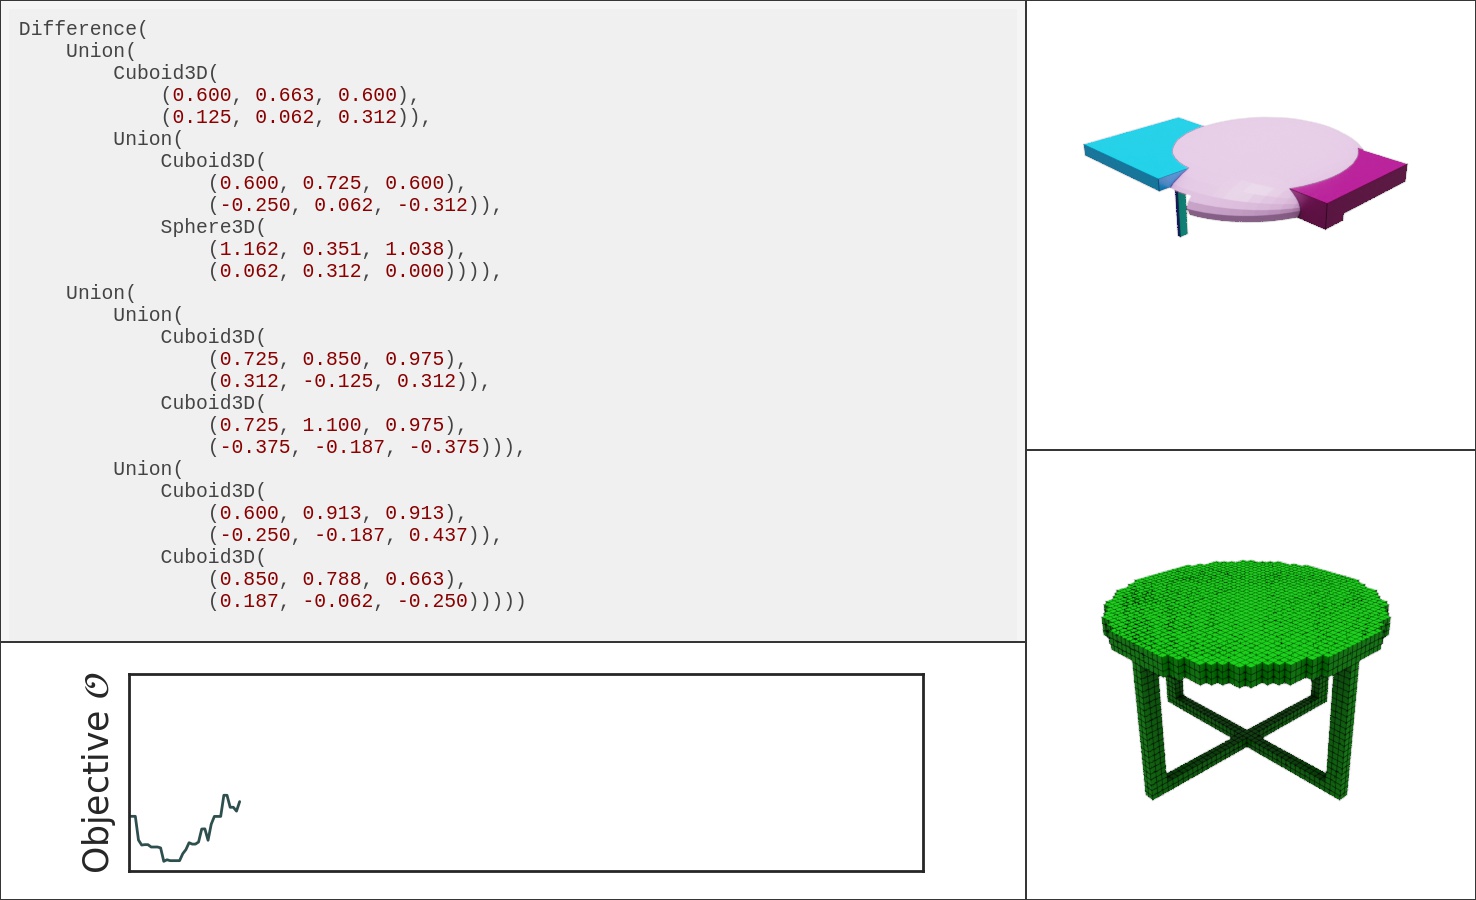 Difference(
    Union(
        Cuboid3D(
            (0.600, 0.663, 0.600),
            (0.125, 0.062, 0.312)),
        Union(
            Cuboid3D(
                (0.600, 0.725, 0.600),
                (-0.250, 0.062, -0.312)),
            Sphere3D(
                (1.162, 0.351, 1.038),
                (0.062, 0.312, 0.000)))),
    Union(
        Union(
            Cuboid3D(
                (0.725, 0.850, 0.975),
                (0.312, -0.125, 0.312)),
            Cuboid3D(
                (0.725, 1.100, 0.975),
                (-0.375, -0.187, -0.375))),
        Union(
            Cuboid3D(
                (0.600, 0.913, 0.913),
                (-0.250, -0.187, 0.437)),
            Cuboid3D(
                (0.850, 0.788, 0.663),
                (0.187, -0.062, -0.250)))))
Objective 𝒪